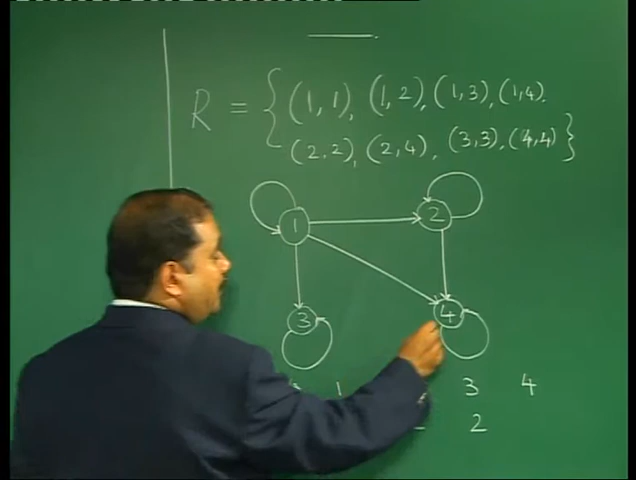 R = { (1,1), (1,2), (1,3), (1,4),
(2,2), (2,4), (3,3), (4,4) }
1 2
3 4
3 4
2